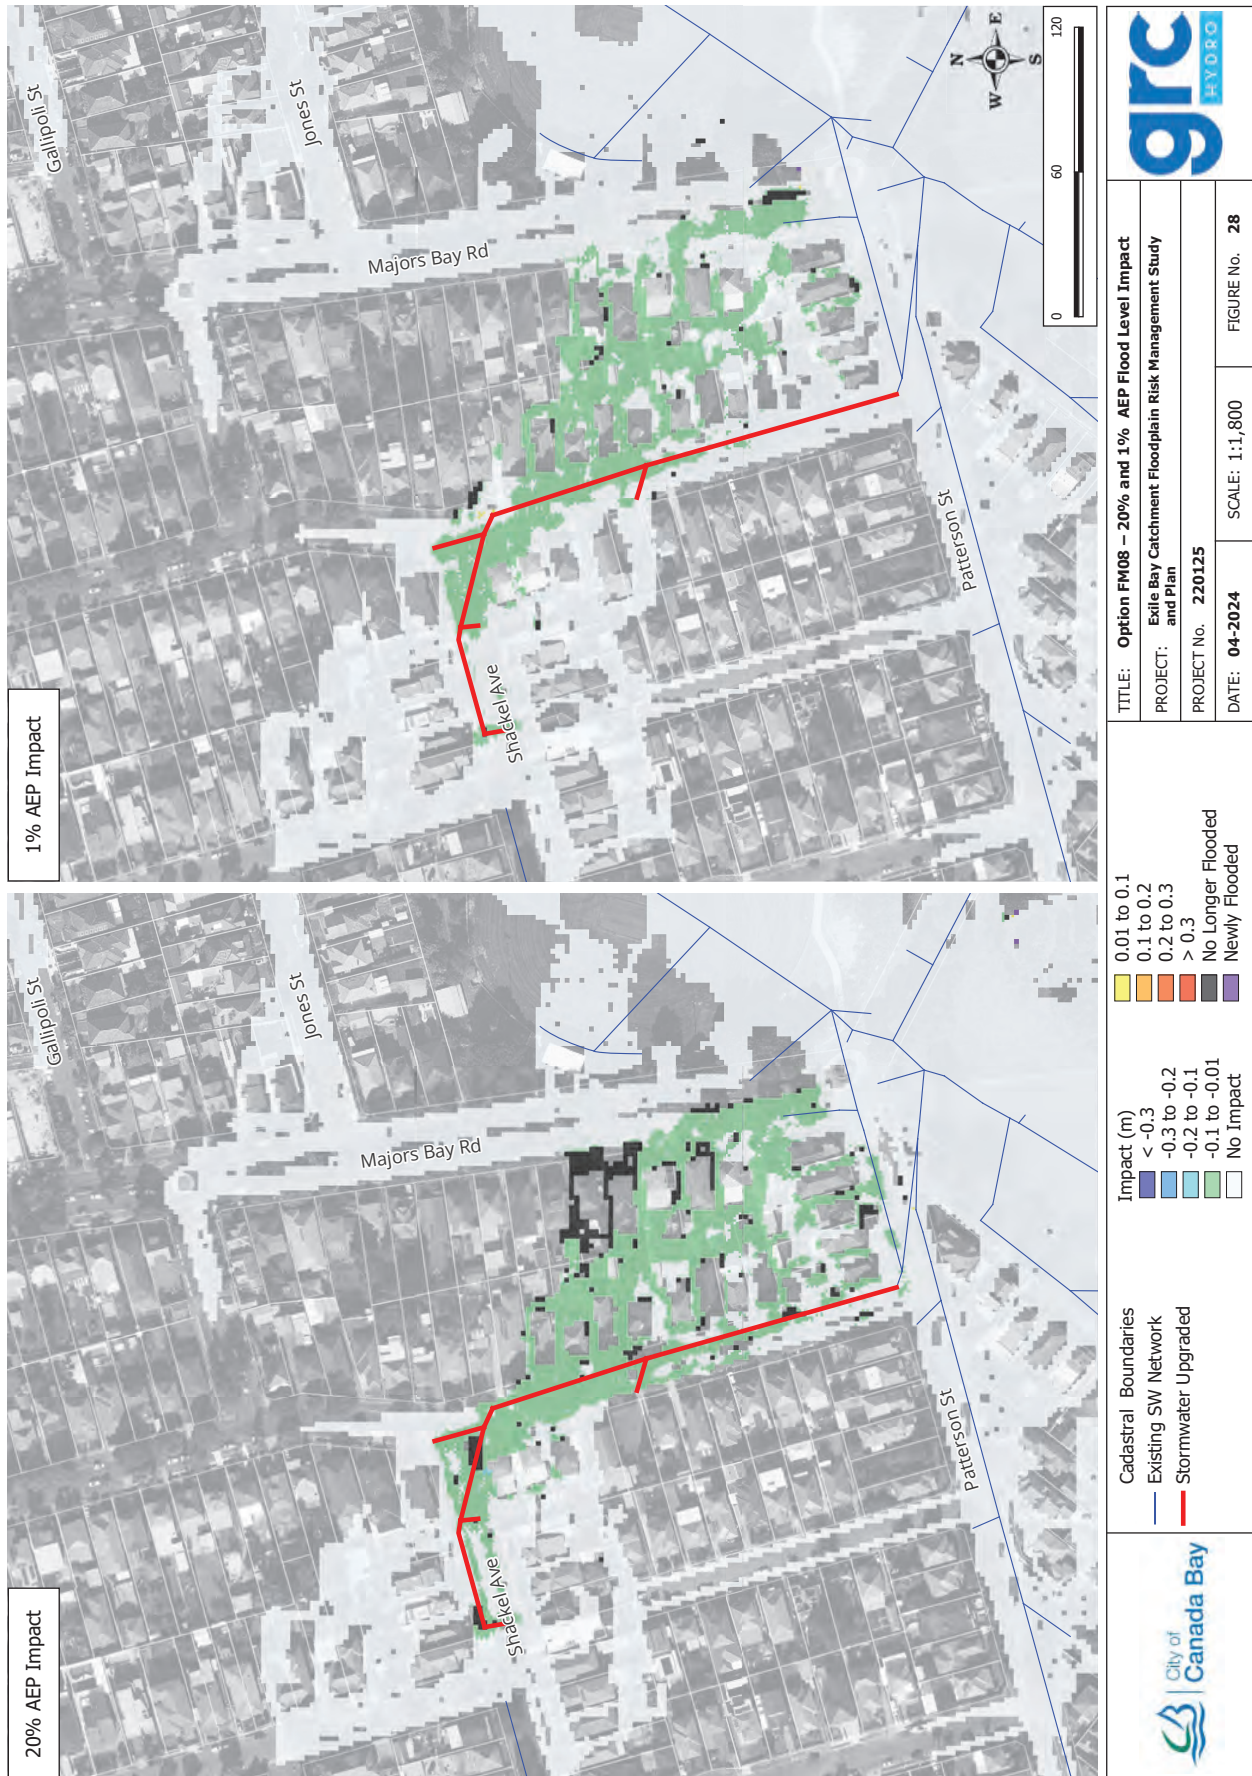 20% AEP Impact
Gallipoli St
Jones St
Majors Bay Rd
Shackel Ave
Patterson St
1% AEP Impact
Gallipoli St
Jones St
Majors Bay Rd
Shackel Ave
Patterson St
N
E
S
W
0
60
120
City of
Canada Bay
Cadastral Boundaries
Existing SW Network
Stormwater Upgraded
Impact (m)
< -0.3
-0.3 to -0.2
-0.2 to -0.1
-0.1 to -0.01
No Impact
0.01 to 0.1
0.1 to 0.2
0.2 to 0.3
> 0.3
No Longer Flooded
Newly Flooded
TITLE: Option FM08 – 20% and 1% AEP Flood Level Impact
PROJECT: Exile Bay Catchment Floodplain Risk Management Study
and Plan
PROJECT No. 220125
DATE: 04-2024
SCALE: 1:1,800
FIGURE No. 28
grc
HYDRO